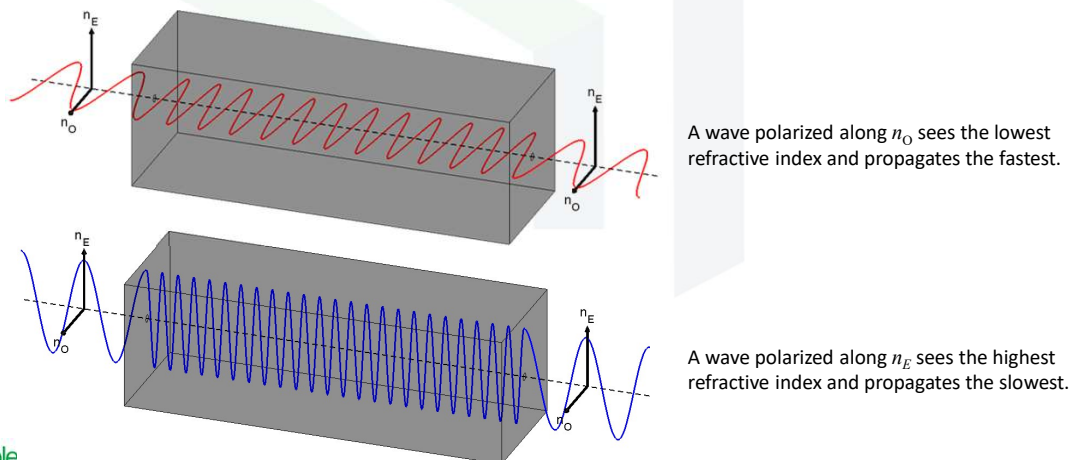 n_E
n_E
n_O
n_O
A wave polarized along n_O sees the lowest
refractive index and propagates the fastest.
n_E
n_E
n_O
n_O
A wave polarized along n_E sees the highest
refractive index and propagates the slowest.